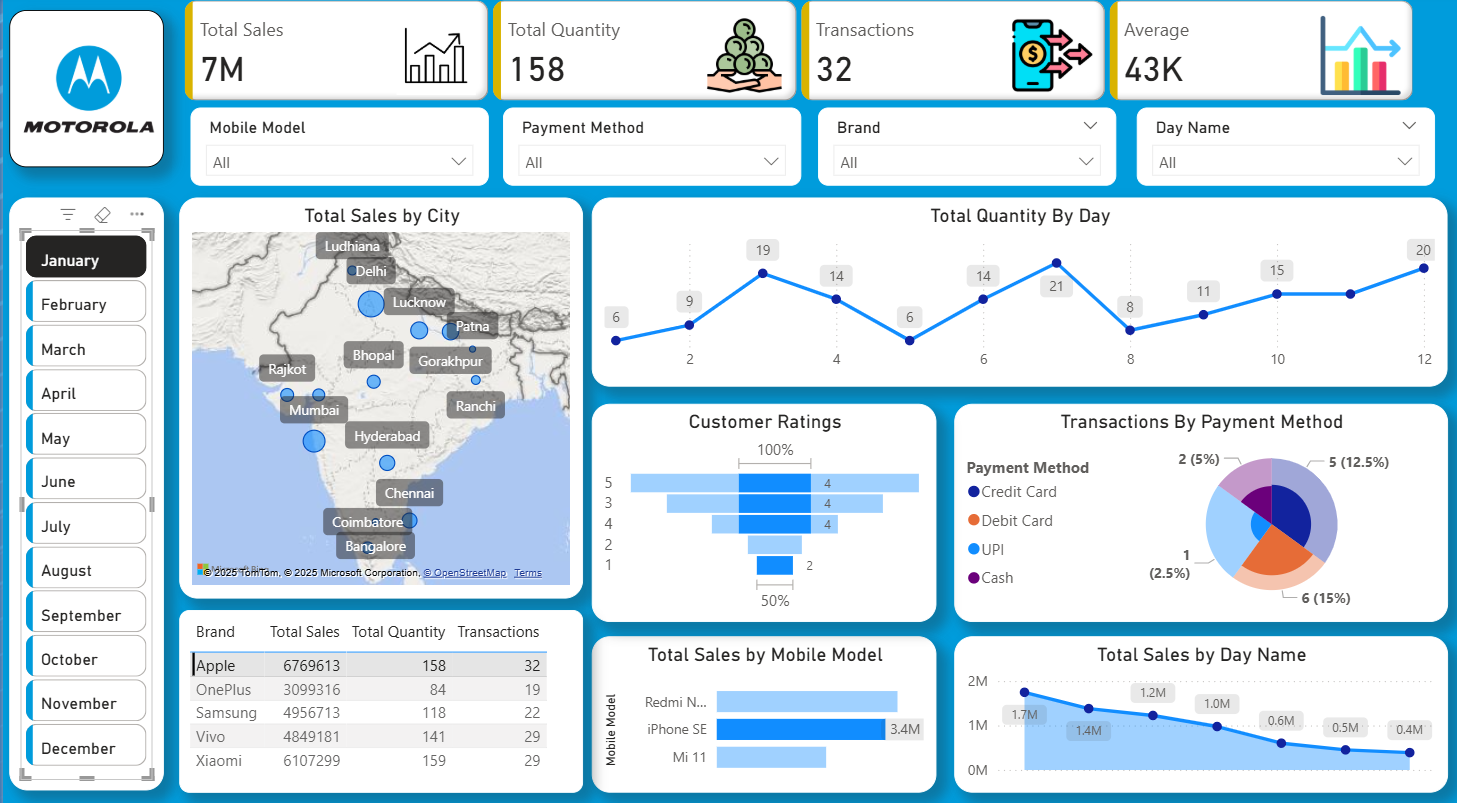 MOTOROLA
Total Sales
7M
Total Quantity
158
Transactions
32
Average
43K
Mobile Model
All
Payment Method
All
Brand
All
Day Name
All
January
February
March
April
May
June
July
August
September
October
November
December
Total Sales by City
Ludhiana
Delhi
Lucknow
Patna
Bhopal
Gorakhpur
Rajkot
Mumbai
Ranchi
Hyderabad
Chennai
Coimbatore
Bangalore
© 2025 TomTom, © 2025 Microsoft Corporation, © OpenStreetMap Terms
Total Quantity By Day
6 9 19 14 6 14 21 8 11 15 20
2 4 6 8 10 12
Customer Ratings
100%
5 4
3 4
4 4
2
1 2
50%
Transactions By Payment Method
Payment Method
Credit Card
Debit Card
UPI
Cash
2 (5%)
5 (12.5%)
1
(2.5%)
6 (15%)
Brand Total Sales Total Quantity Transactions
Apple 6769613 158 32
OnePlus 3099316 84 19
Samsung 4956713 118 22
Vivo 4849181 141 29
Xiaomi 6107299 159 29
Total Sales by Mobile Model
Mobile Model
Redmi N...
iPhone SE 3.4M
Mi 11
Total Sales by Day Name
2M
1M
0M
1.7M 1.4M 1.2M 1.0M 0.6M 0.5M 0.4M